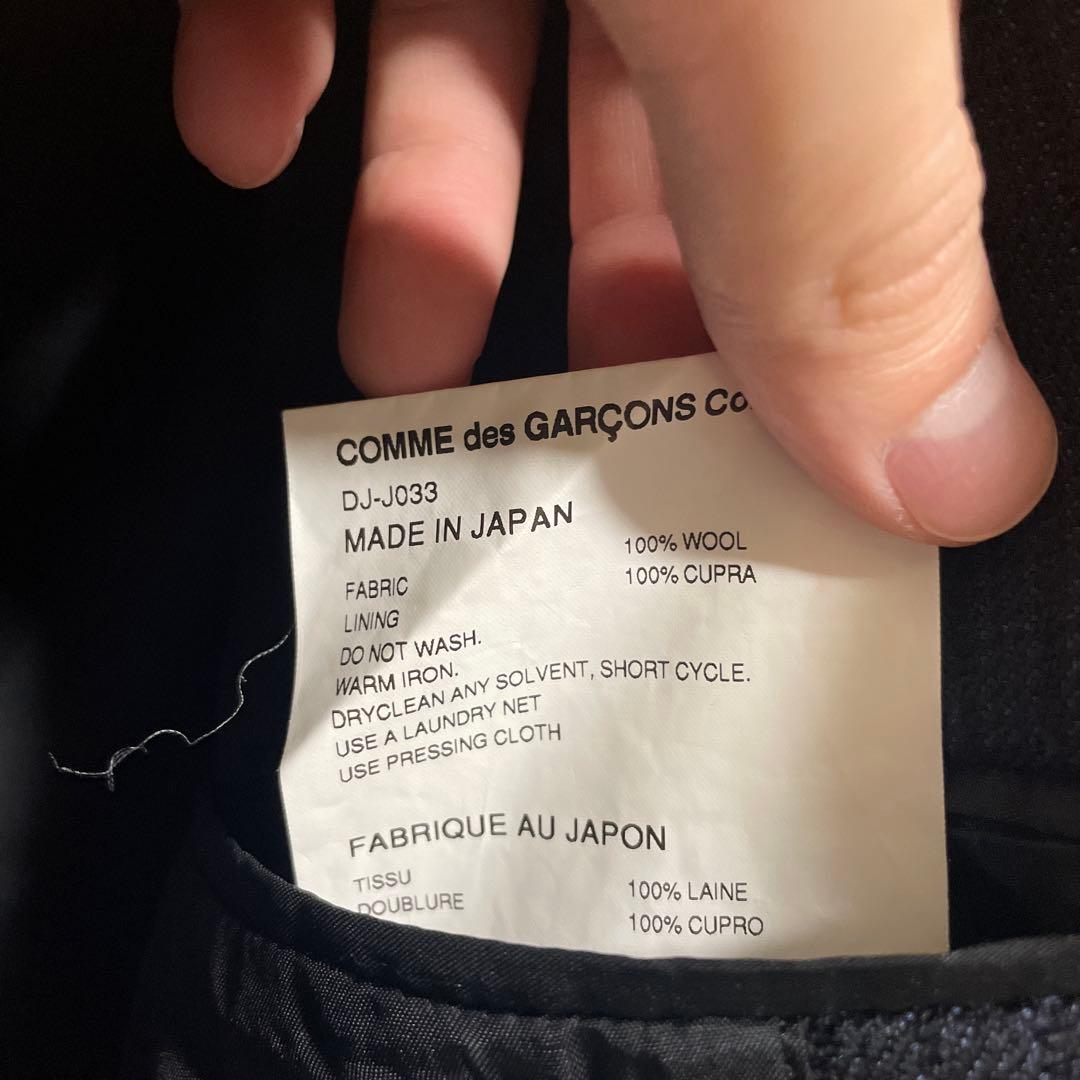 COMME des GARÇONS
DJ-J033
MADE IN JAPAN
FABRIC 100% WOOL
LINING 100% CUPRA
DO NOT WASH.
WARM IRON.
DRYCLEAN ANY SOLVENT, SHORT CYCLE.
USE A LAUNDRY NET
USE PRESSING CLOTH
FABRIQUE AU JAPON
TISSU 100% LAINE
DOUBLURE 100% CUPRO